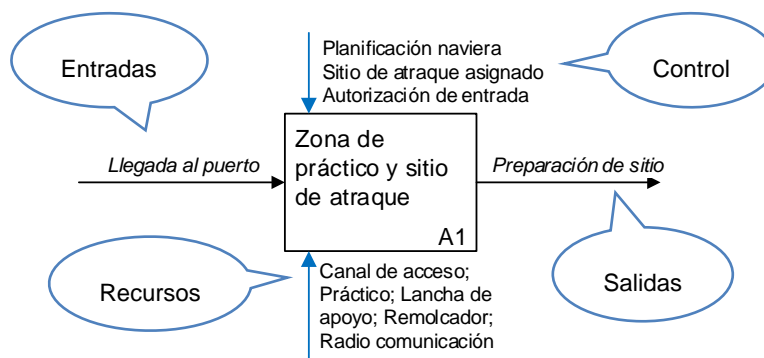 Planificación naviera
Sitio de atraque asignado
Autorización de entrada
Control
Entradas
Llegada al puerto
Zona de
práctico y sitio
de atraque
A1
Preparación de sitio
Recursos
Canal de acceso;
Práctico; Lancha de
apoyo; Remolcador;
Radio comunicación
Salidas